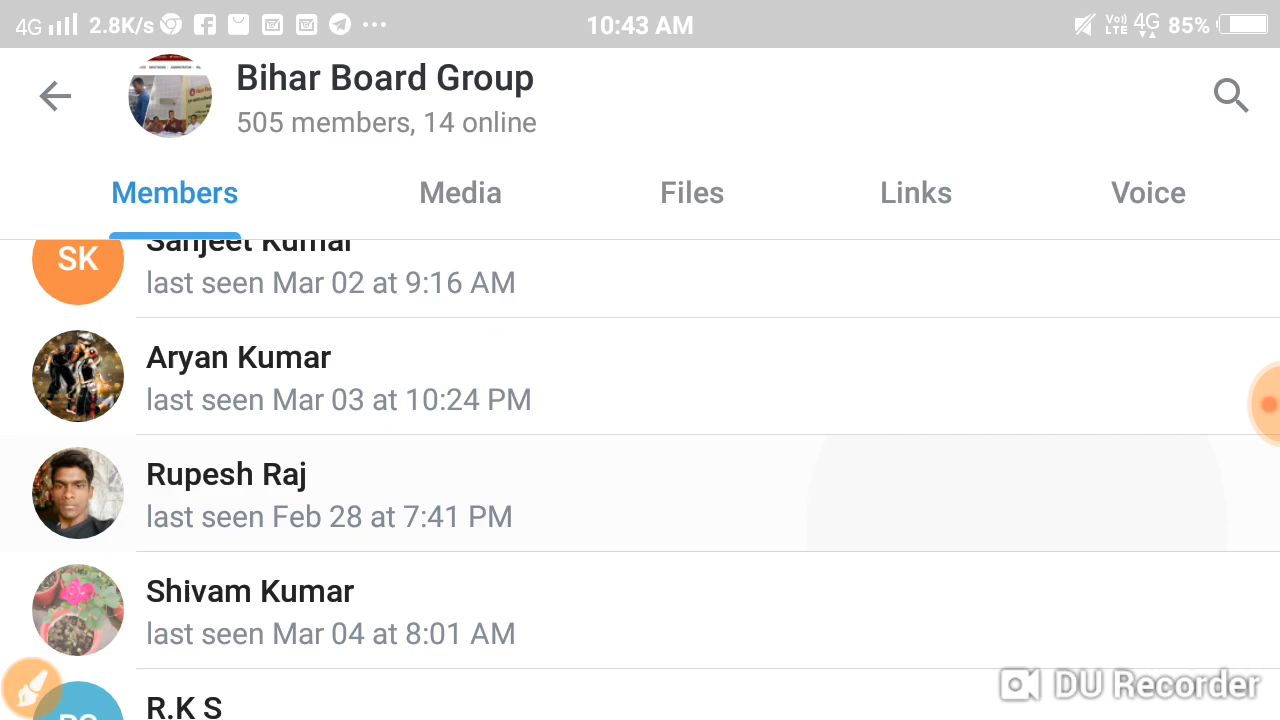 4G 2.8K/s 10:43 AM VoLTE 4G 85%
Bihar Board Group
505 members, 14 online
Members Media Files Links Voice
SK Sanjeet Kumar
last seen Mar 02 at 9:16 AM
Aryan Kumar
last seen Mar 03 at 10:24 PM
Rupesh Raj
last seen Feb 28 at 7:41 PM
Shivam Kumar
last seen Mar 04 at 8:01 AM
R.K S
DU Recorder